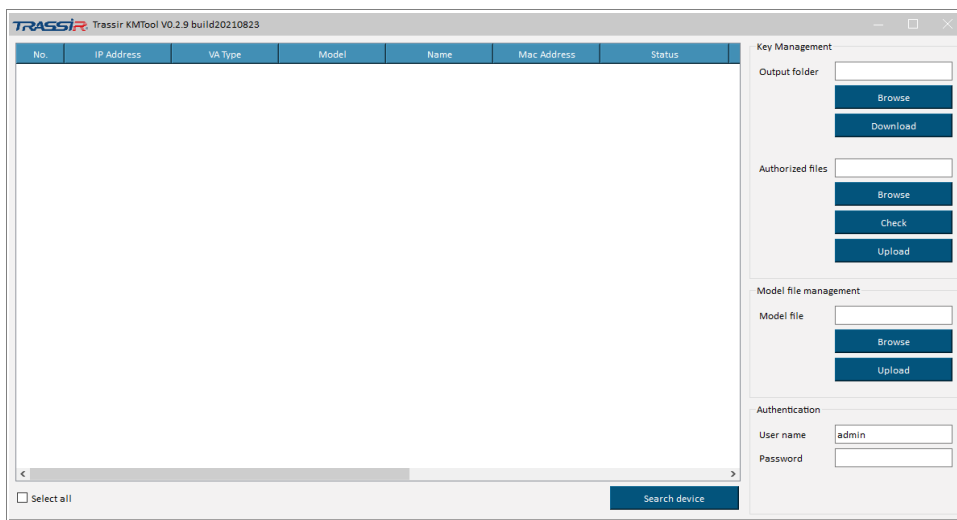 TRASSIR Trassir KMTool V0.2.9 build20210823
No. IP Address VA Type Model Name Mac Address Status
Key Management
Output folder
Browse
Download
Authorized files
Browse
Check
Upload
Model file management
Model file
Browse
Upload
Authentication
User name admin
Password
Select all
Search device